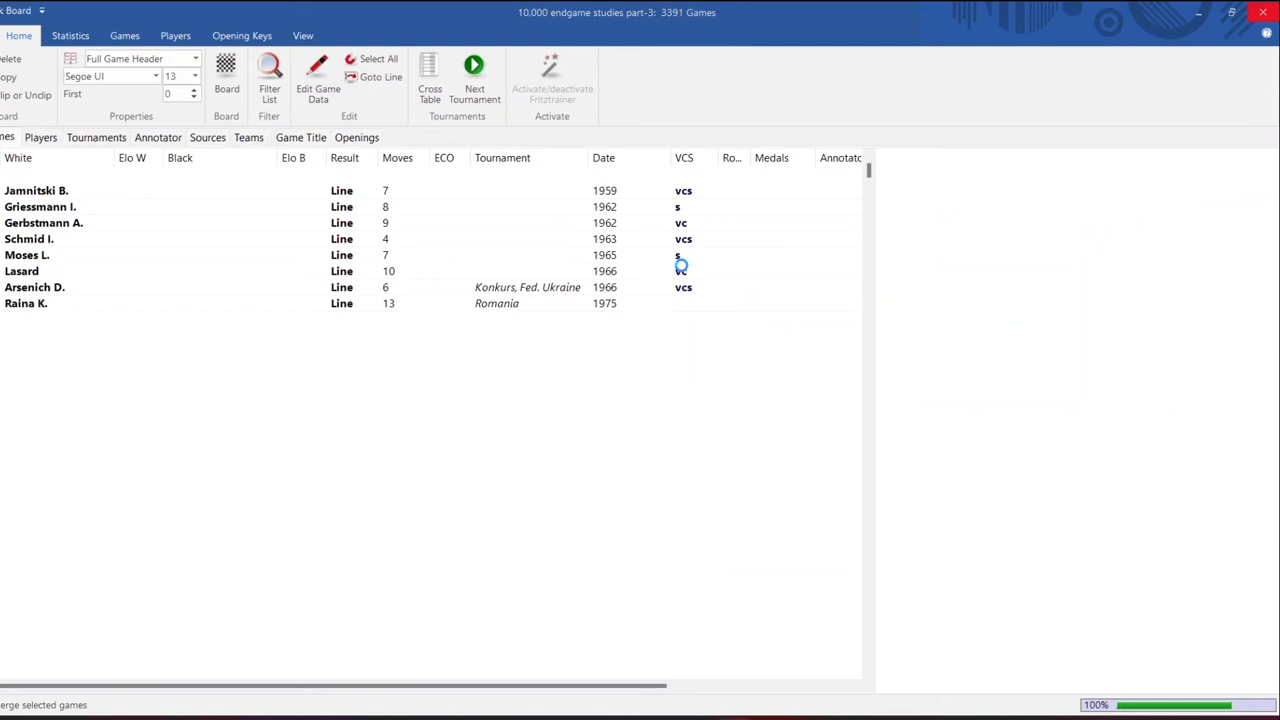 k Board
10,000 endgame studies part-3: 3391 Games
Home Statistics Games Players Opening Keys View
elete
opy
lip or Unclip
oard
Full Game Header
Segoe UI 13
First 0
Properties
Board
Board
Filter List
Filter
Edit Game Data
Select All
Goto Line
Edit
Cross Table
Next Tournament
Tournaments
Activate/deactivate Fritztrainer
Activate
mes Players Tournaments Annotator Sources Teams Game Title Openings
White Elo W Black Elo B Result Moves ECO Tournament Date VCS Ro... Medals Annotatc
Jamnitski B. Line 7 1959 vcs
Griessmann I. Line 8 1962 s
Gerbstmann A. Line 9 1962 vc
Schmid I. Line 4 1963 vcs
Moses L. Line 7 1965 s
Lasard Line 10 1966 vc
Arsenich D. Line 6 Konkurs, Fed. Ukraine 1966 vcs
Raina K. Line 13 Romania 1975
erge selected games
100%